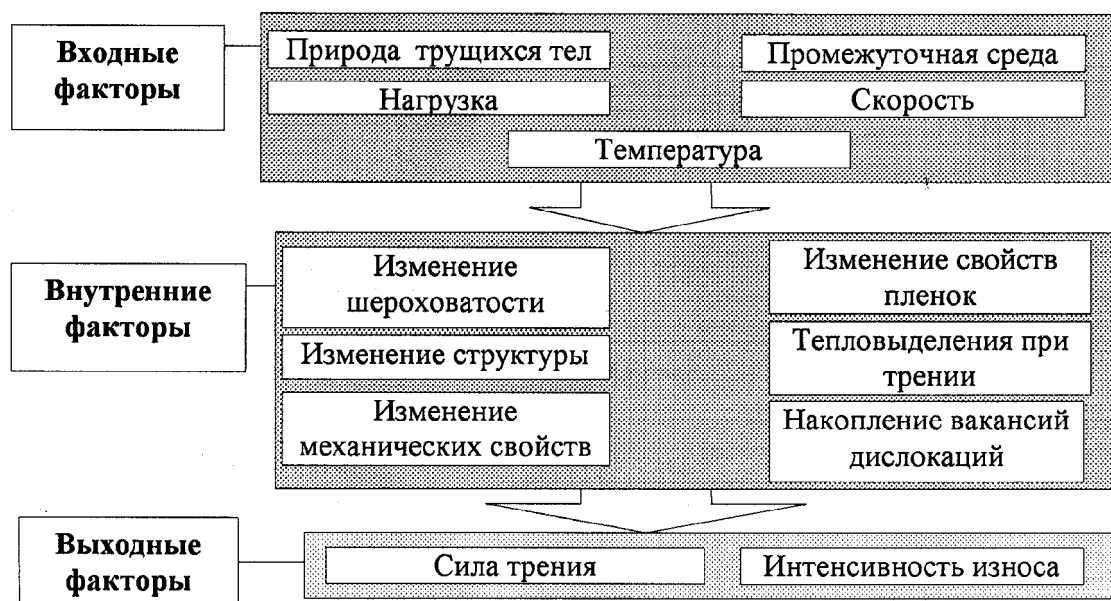 Входные
факторы
Природа трущихся тел
Промежуточная среда
Нагрузка
Скорость
Температура
Внутренние
факторы
Изменение
шероховатости
Изменение структуры
Изменение
механических свойств
Изменение свойств
пленок
Тепловыделения при
трении
Накопление вакансий
дислокаций
Выходные
факторы
Сила трения
Интенсивность износа